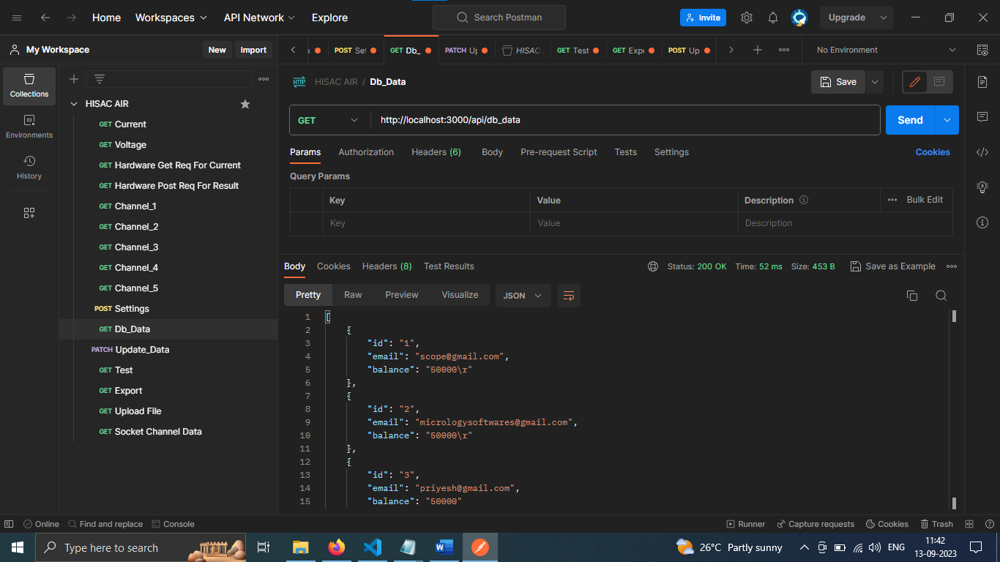 Home Workspaces API Network Explore Search Postman Invite Upgrade
My Workspace New Import
POST Set GET Db_ PATCH Up HISAC GET Test GET Expo POST Up No Environment
Collections
Environments
History
HISAC AIR
GET Current
GET Voltage
GET Hardware Get Req For Current
GET Hardware Post Req For Result
GET Channel_1
GET Channel_2
GET Channel_3
GET Channel_4
GET Channel_5
POST Settings
GET Db_Data
PATCH Update_Data
GET Test
GET Export
GET Upload File
GET Socket Channel Data
HTTP HISAC AIR / Db_Data Save
GET http://localhost:3000/api/db_data Send
Params Authorization Headers (6) Body Pre-request Script Tests Settings Cookies
Query Params
Key Value Description Bulk Edit
Key Value Description
Body Cookies Headers (8) Test Results Status: 200 OK Time: 52 ms Size: 453 B Save as Example
Pretty Raw Preview Visualize JSON
1 [
2 {
3 "id": "1",
4 "email": "scope@gmail.com",
5 "balance": "50000\r"
6 },
7 {
8 "id": "2",
9 "email": "micrologysoftwares@gmail.com",
10 "balance": "50000\r"
11 },
12 {
13 "id": "3",
14 "email": "priyesh@gmail.com",
15 "balance": "50000"
Online Find and replace Console Runner Capture requests Cookies Trash
Type here to search 26°C Partly sunny ENG 11:42
13-09-2023